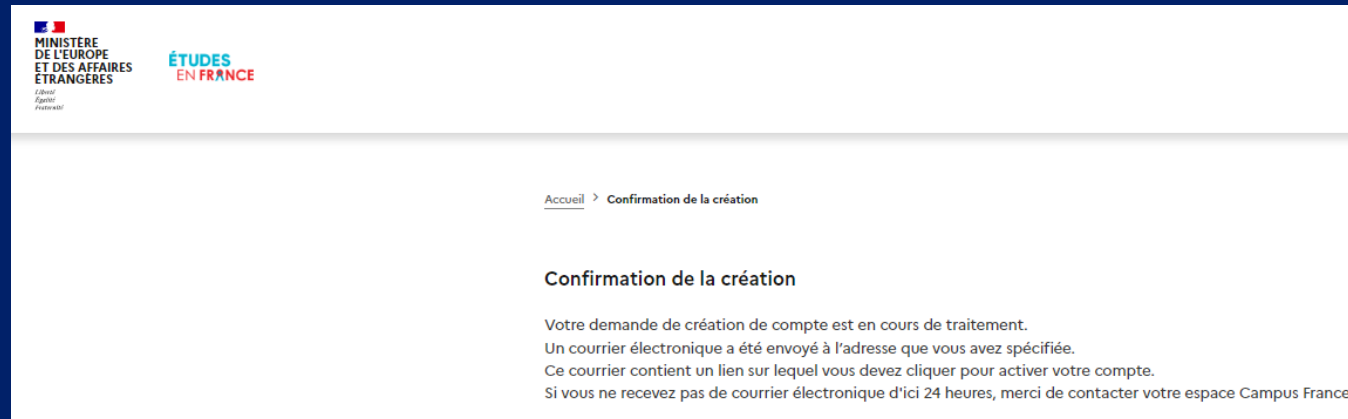 MINISTÈRE
DE L'EUROPE
ET DES AFFAIRES
ÉTRANGÈRES
Liberté
Égalité
Fraternité
ÉTUDES
EN FRANCE
Accueil > Confirmation de la création
Confirmation de la création
Votre demande de création de compte est en cours de traitement.
Un courrier électronique a été envoyé à l’adresse que vous avez spécifiée.
Ce courrier contient un lien sur lequel vous devez cliquer pour activer votre compte.
Si vous ne recevez pas de courrier électronique d'ici 24 heures, merci de contacter votre espace Campus France